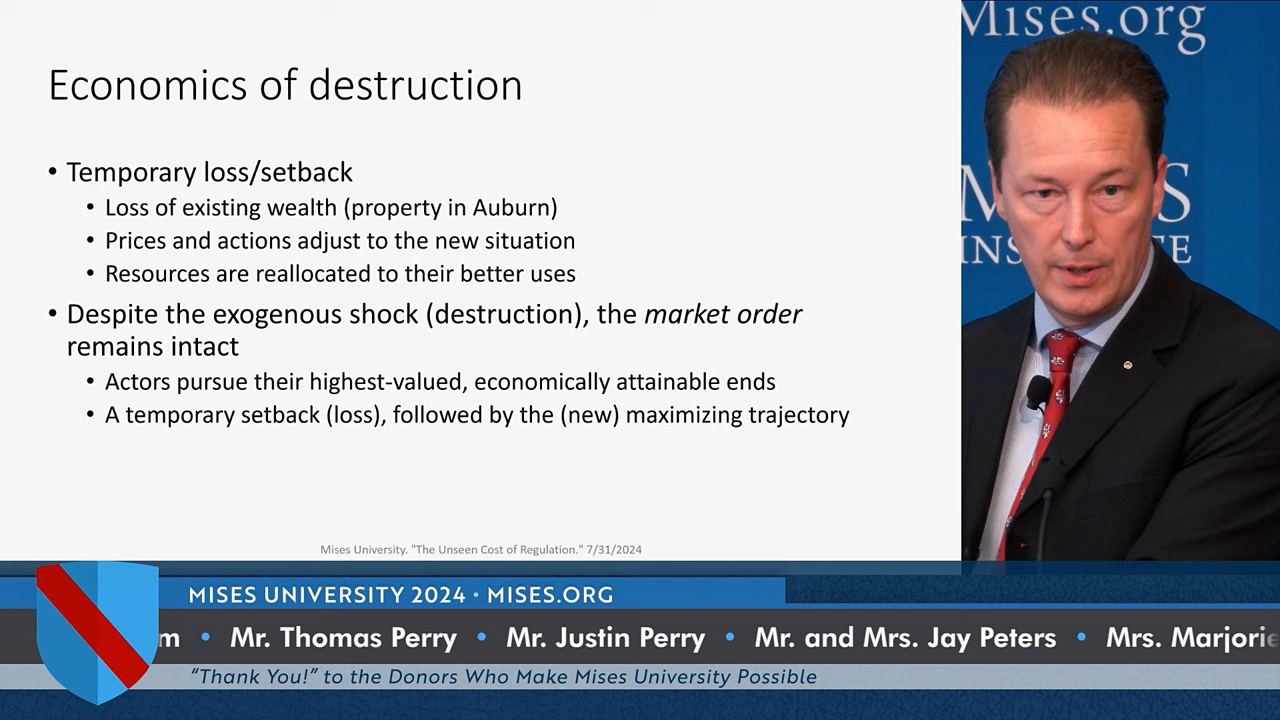 Economics of destruction
• Temporary loss/setback
• Loss of existing wealth (property in Auburn)
• Prices and actions adjust to the new situation
• Resources are reallocated to their better uses
• Despite the exogenous shock (destruction), the market order
remains intact
• Actors pursue their highest-valued, economically attainable ends
• A temporary setback (loss), followed by the (new) maximizing trajectory
Mises University. "The Unseen Cost of Regulation." 7/31/2024
Mises.org
M S
INS E
MISES UNIVERSITY 2024 • MISES.ORG
m • Mr. Thomas Perry • Mr. Justin Perry • Mr. and Mrs. Jay Peters • Mrs. Marjorie
“Thank You!” to the Donors Who Make Mises University Possible